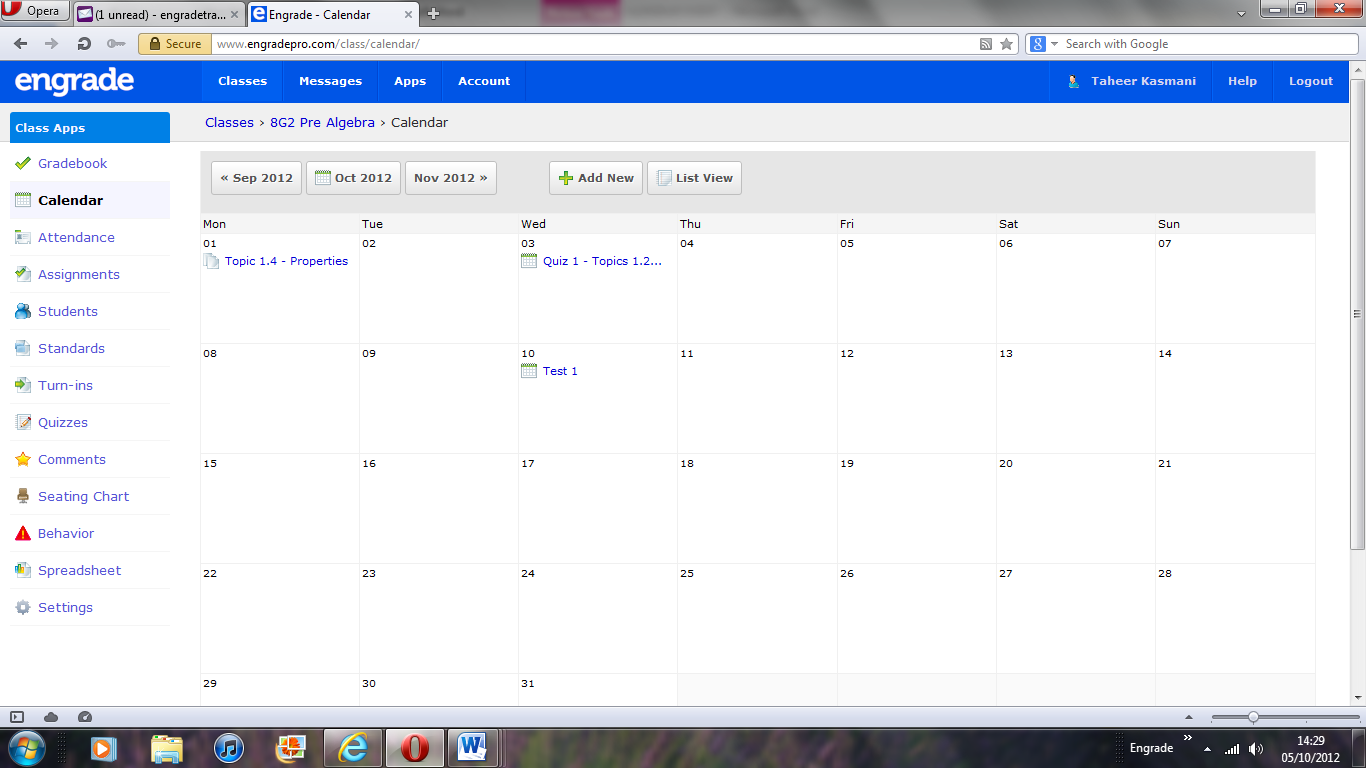 Opera
(1 unread) - engradetra...
Engrade - Calendar
Secure
www.engradepro.com/class/calendar/
Search with Google
engrade
Classes
Messages
Apps
Account
Taheer Kasmani
Help
Logout
Class Apps
Classes › 8G2 Pre Algebra › Calendar
Gradebook
Calendar
Attendance
Assignments
Students
Standards
Turn-ins
Quizzes
Comments
Seating Chart
Behavior
Spreadsheet
Settings
« Sep 2012
Oct 2012
Nov 2012 »
Add New
List View
Mon Tue Wed Thu Fri Sat Sun
01 02 03 04 05 06 07
Topic 1.4 - Properties
Quiz 1 - Topics 1.2...
08 09 10 11 12 13 14
Test 1
15 16 17 18 19 20 21
22 23 24 25 26 27 28
29 30 31
Engrade
14:29
05/10/2012